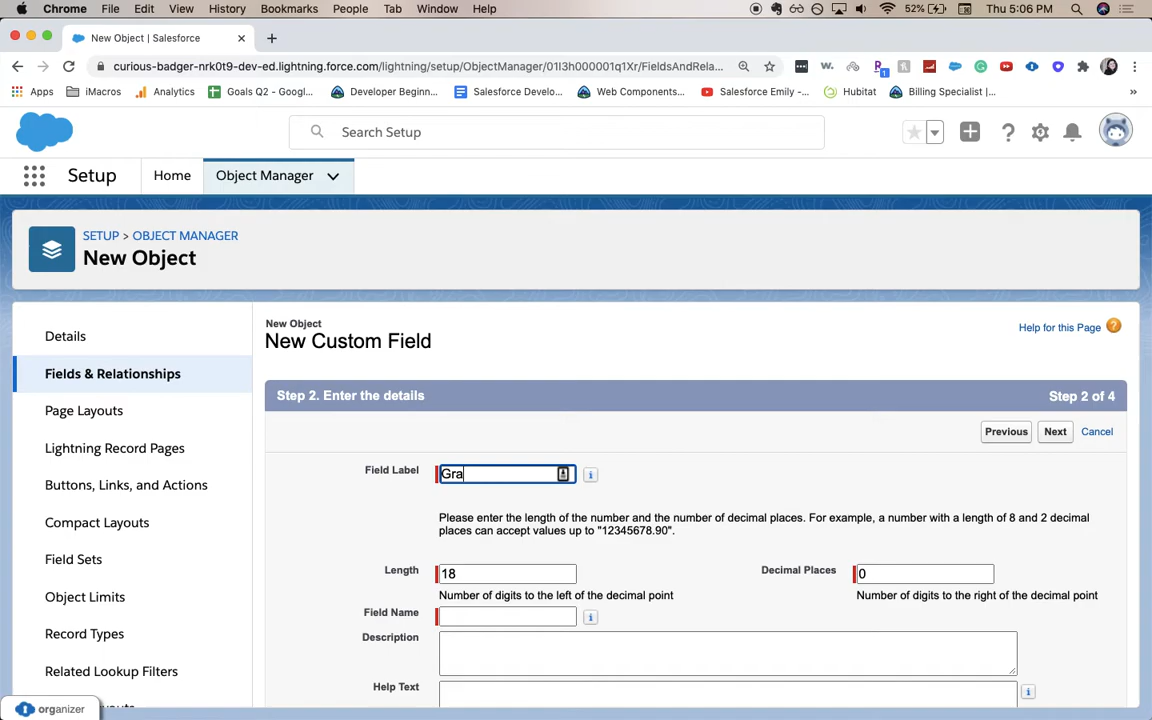 Chrome File Edit View History Bookmarks People Tab Window Help 52% Thu 5:06 PM
New Object | Salesforce
curious-badger-nrk0t9-dev-ed.lightning.force.com/lightning/setup/ObjectManager/01I3h000001q1Xr/FieldsAndRela...
Apps iMacros Analytics Goals Q2 - Googl... Developer Beginn... Salesforce Develo... Web Components... Salesforce Emily -... Hubitat Billing Specialist |... »
Search Setup
Setup Home Object Manager
SETUP > OBJECT MANAGER
New Object
Details
Fields & Relationships
Page Layouts
Lightning Record Pages
Buttons, Links, and Actions
Compact Layouts
Field Sets
Object Limits
Record Types
Related Lookup Filters
organizer
New Object
New Custom Field
Help for this Page ?
Step 2. Enter the details Step 2 of 4
Previous Next Cancel
Field Label Gra i
Please enter the length of the number and the number of decimal places. For example, a number with a length of 8 and 2 decimal
places can accept values up to "12345678.90".
Length 18 Decimal Places 0
Number of digits to the left of the decimal point Number of digits to the right of the decimal point
Field Name i
Description
Help Text i